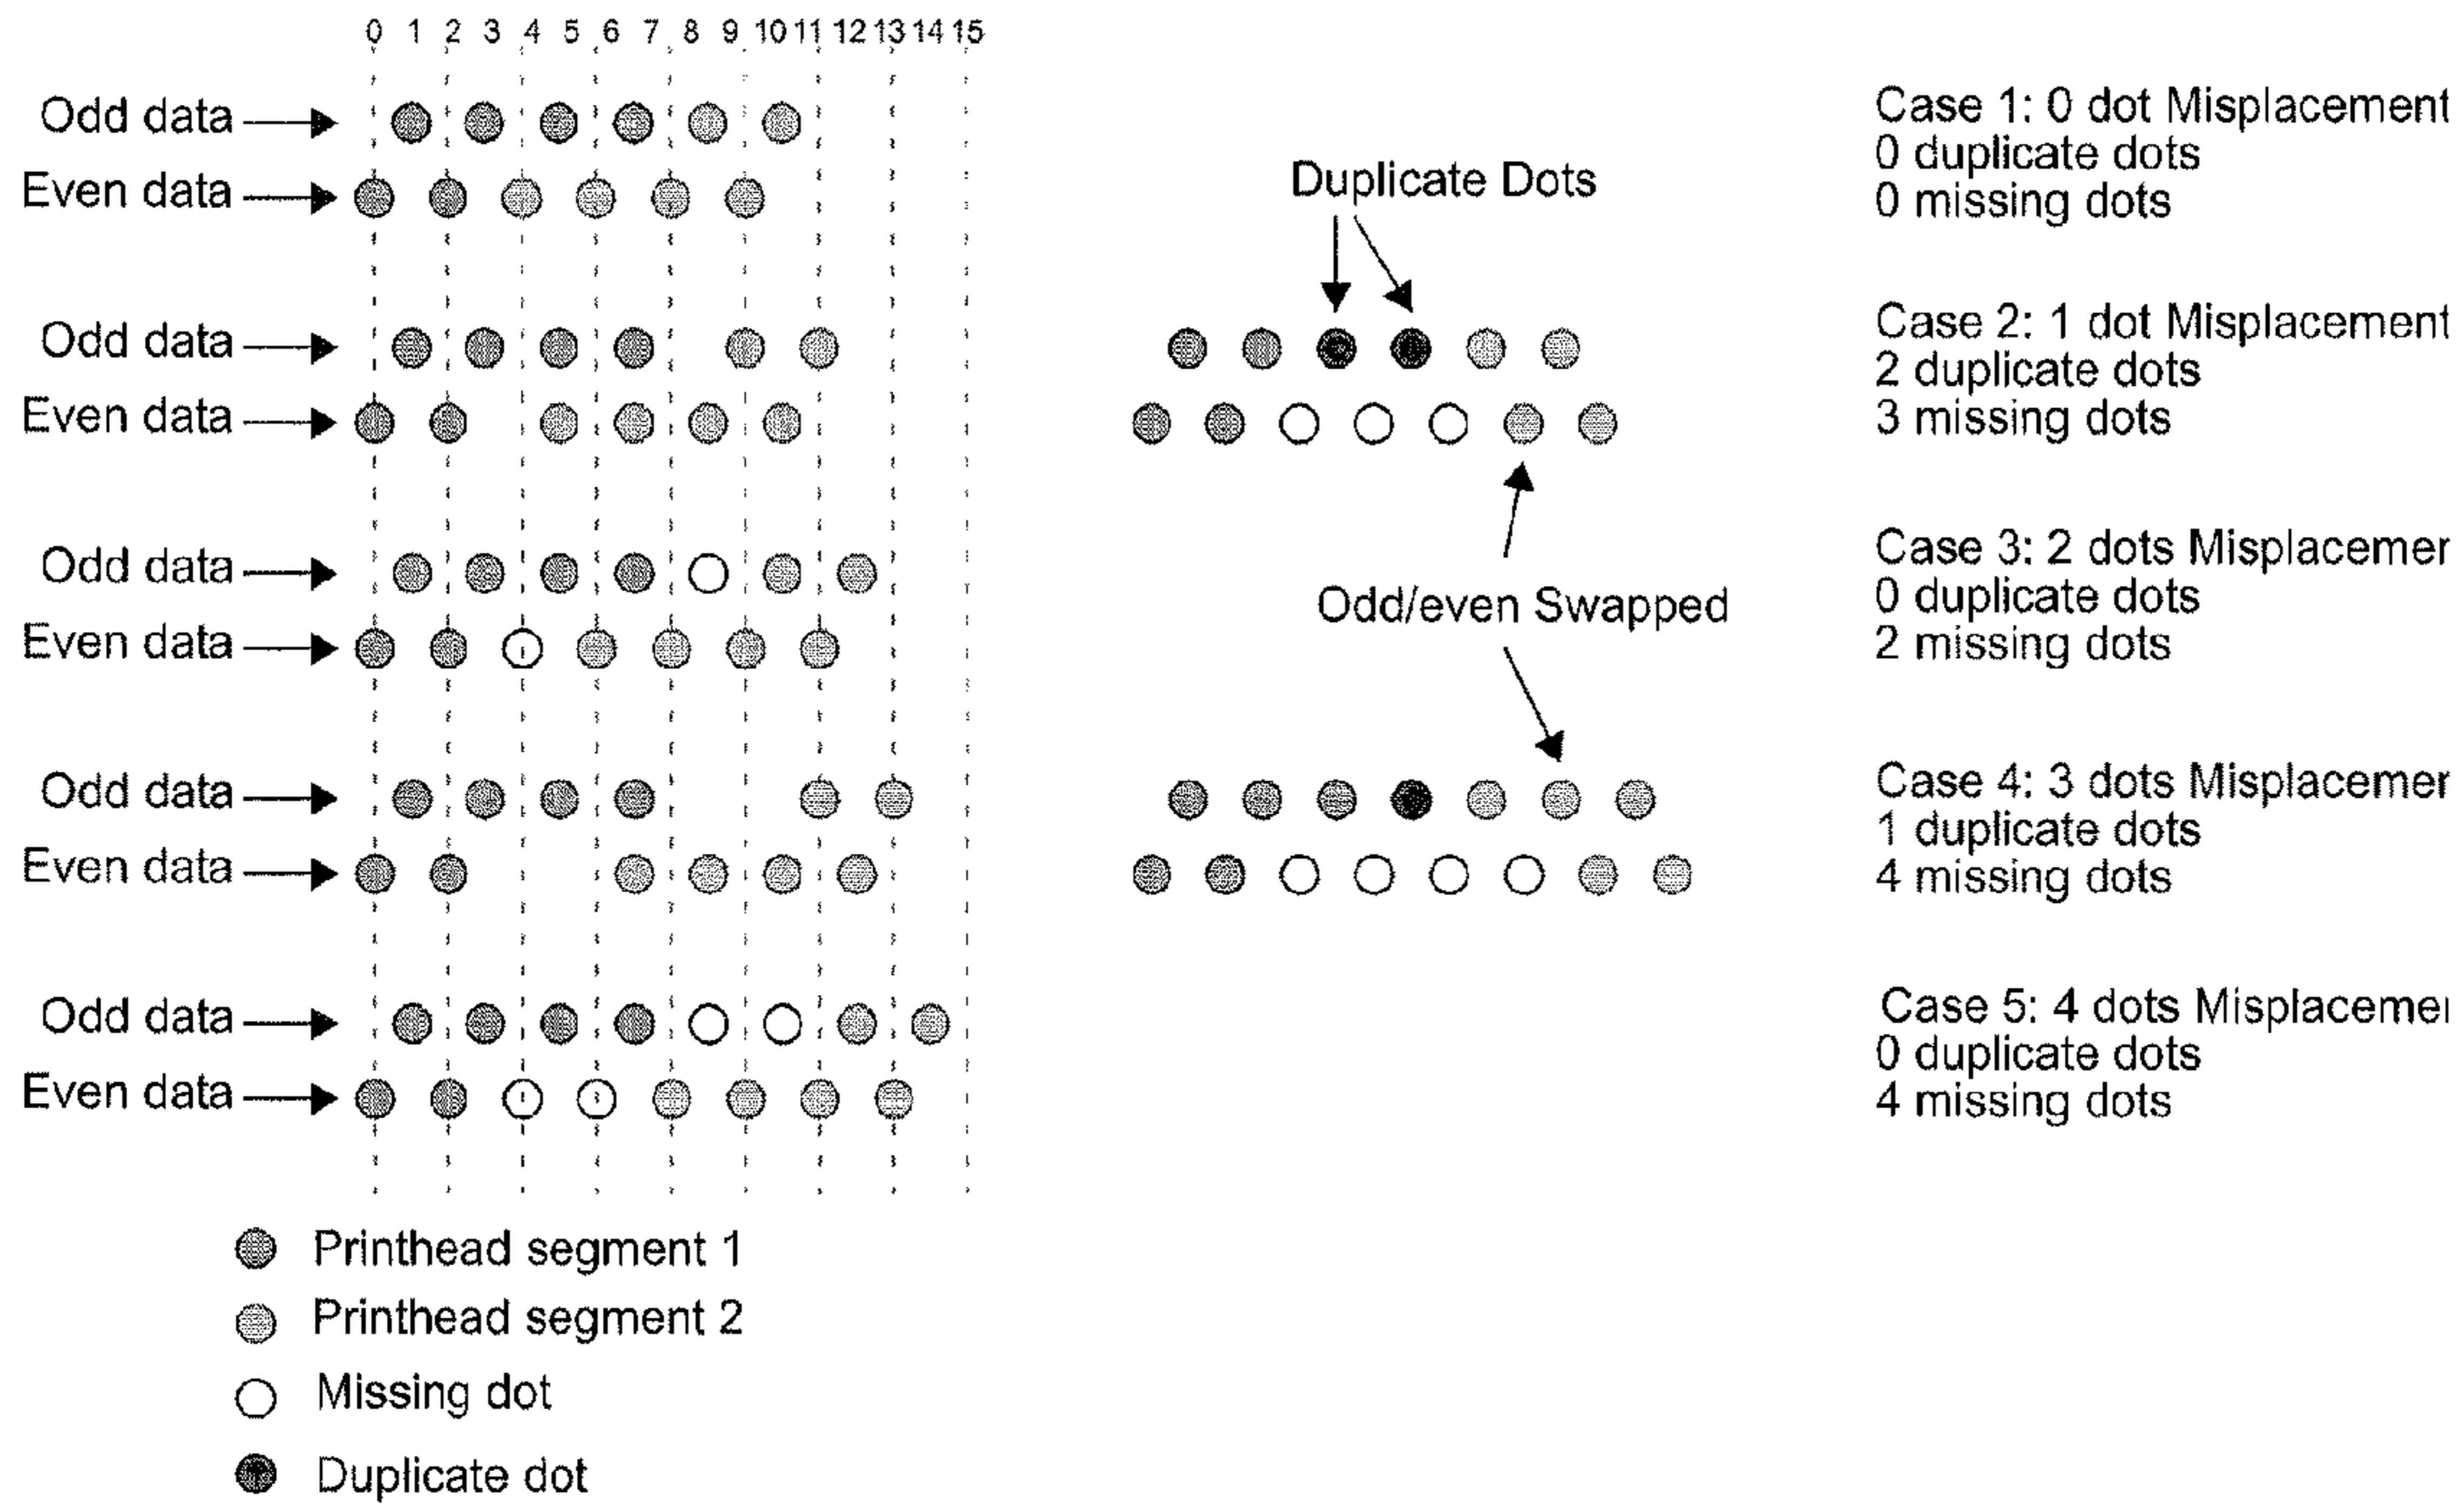 0 1 2 3 4 5 6 7 8 9 10 11 12 13 14 15
Odd data
Even data
Case 1: 0 dot Misplacement
0 duplicate dots
0 missing dots
Duplicate Dots
Odd data
Even data
Case 2: 1 dot Misplacement
2 duplicate dots
3 missing dots
Odd data
Even data
Odd/even Swapped
Case 3: 2 dots Misplacemen
0 duplicate dots
2 missing dots
Odd data
Even data
Case 4: 3 dots Misplacemen
1 duplicate dots
4 missing dots
Odd data
Even data
Case 5: 4 dots Misplacemen
0 duplicate dots
4 missing dots
Printhead segment 1
Printhead segment 2
Missing dot
Duplicate dot